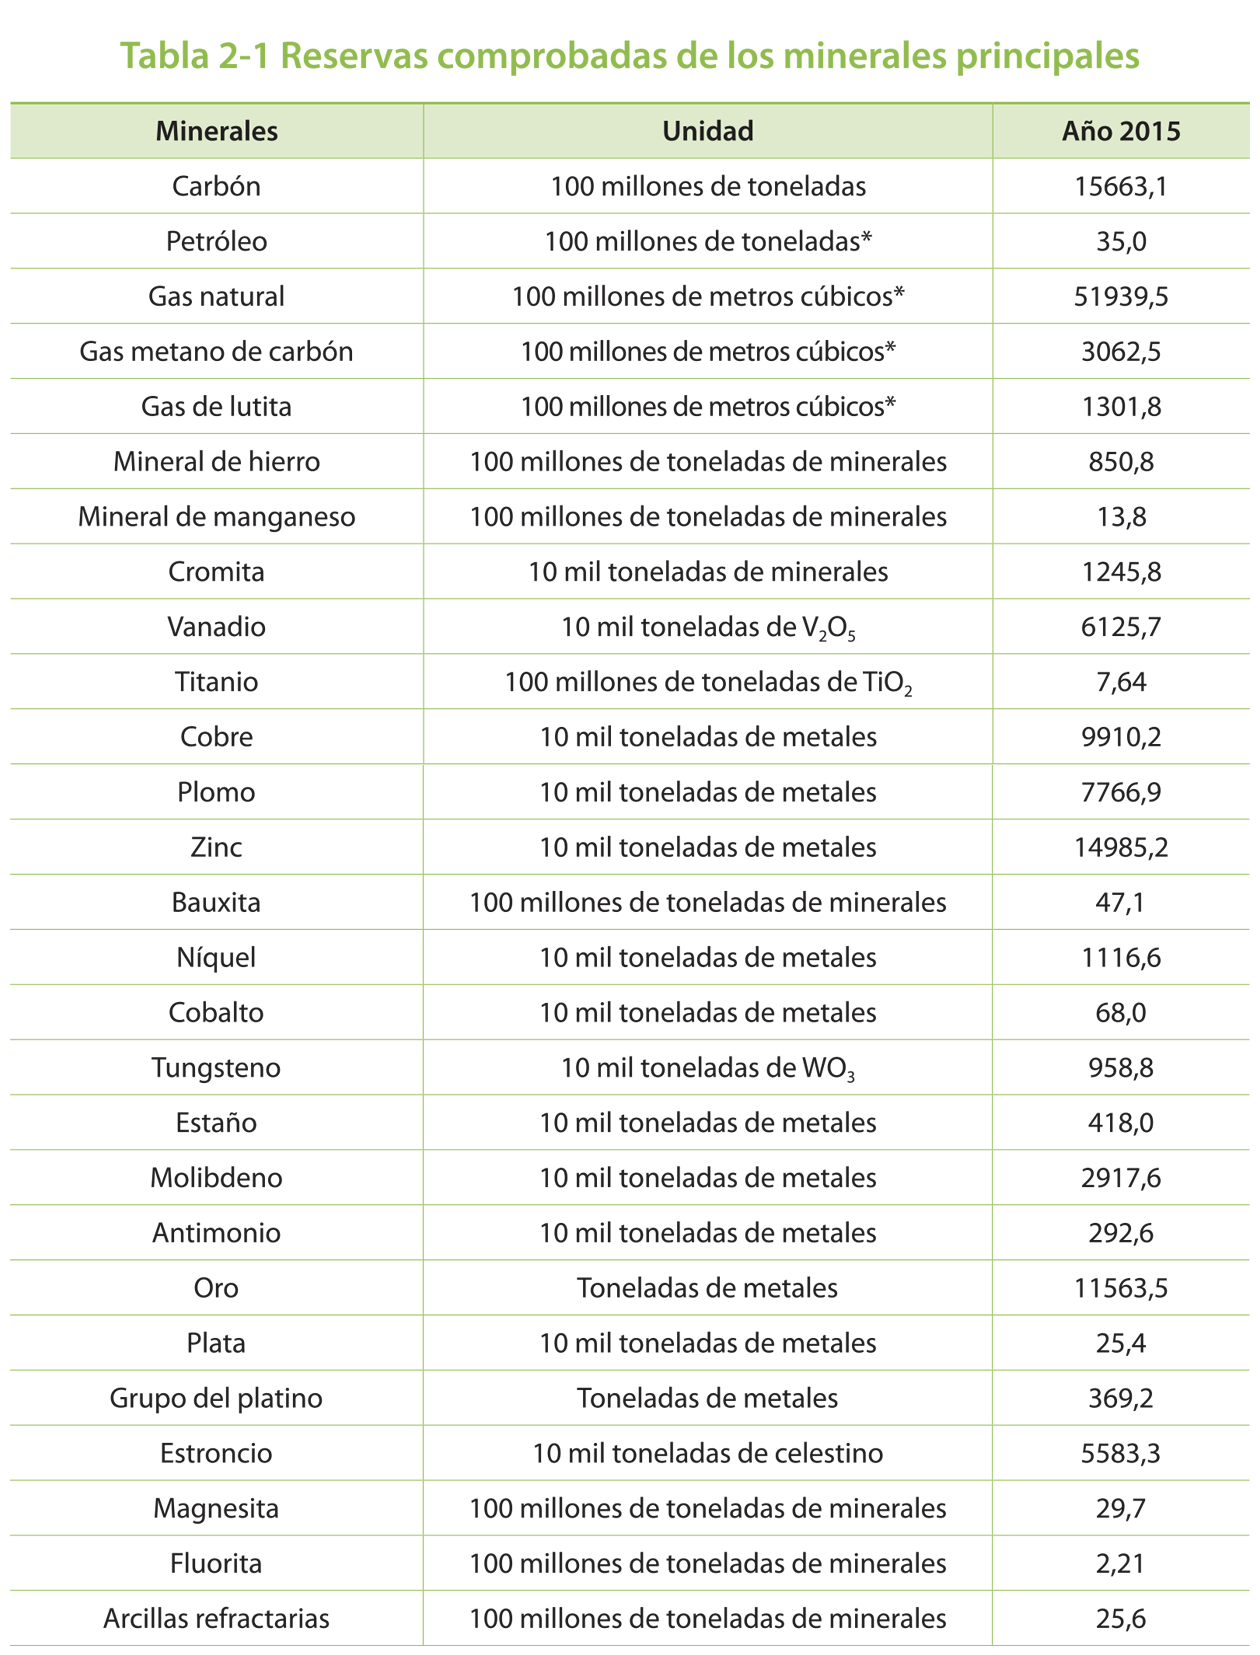 Tabla 2-1 Reservas comprobadas de los minerales principales
Minerales Unidad Año 2015
Carbón 100 millones de toneladas 15663,1
Petróleo 100 millones de toneladas* 35,0
Gas natural 100 millones de metros cúbicos* 51939,5
Gas metano de carbón 100 millones de metros cúbicos* 3062,5
Gas de lutita 100 millones de metros cúbicos* 1301,8
Mineral de hierro 100 millones de toneladas de minerales 850,8
Mineral de manganeso 100 millones de toneladas de minerales 13,8
Cromita 10 mil toneladas de minerales 1245,8
Vanadio 10 mil toneladas de V₂O₅ 6125,7
Titanio 100 millones de toneladas de TiO₂ 7,64
Cobre 10 mil toneladas de metales 9910,2
Plomo 10 mil toneladas de metales 7766,9
Zinc 10 mil toneladas de metales 14985,2
Bauxita 100 millones de toneladas de minerales 47,1
Níquel 10 mil toneladas de metales 1116,6
Cobalto 10 mil toneladas de metales 68,0
Tungsteno 10 mil toneladas de WO₃ 958,8
Estaño 10 mil toneladas de metales 418,0
Molibdeno 10 mil toneladas de metales 2917,6
Antimonio 10 mil toneladas de metales 292,6
Oro Toneladas de metales 11563,5
Plata 10 mil toneladas de metales 25,4
Grupo del platino Toneladas de metales 369,2
Estroncio 10 mil toneladas de celestino 5583,3
Magnesita 100 millones de toneladas de minerales 29,7
Fluorita 100 millones de toneladas de minerales 2,21
Arcillas refractarias 100 millones de toneladas de minerales 25,6